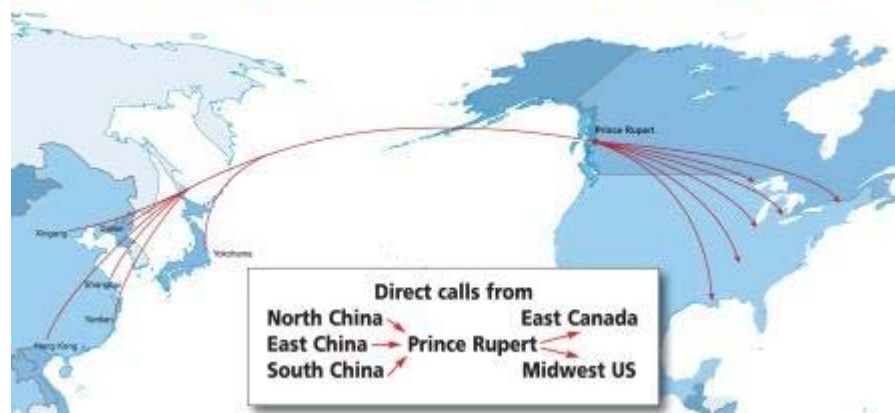 Prince Rupert
Xingang
Dalian
Yokohama
Shanghai
Yantian
Hong Kong
Direct calls from
North China East Canada
East China Prince Rupert
South China Midwest US